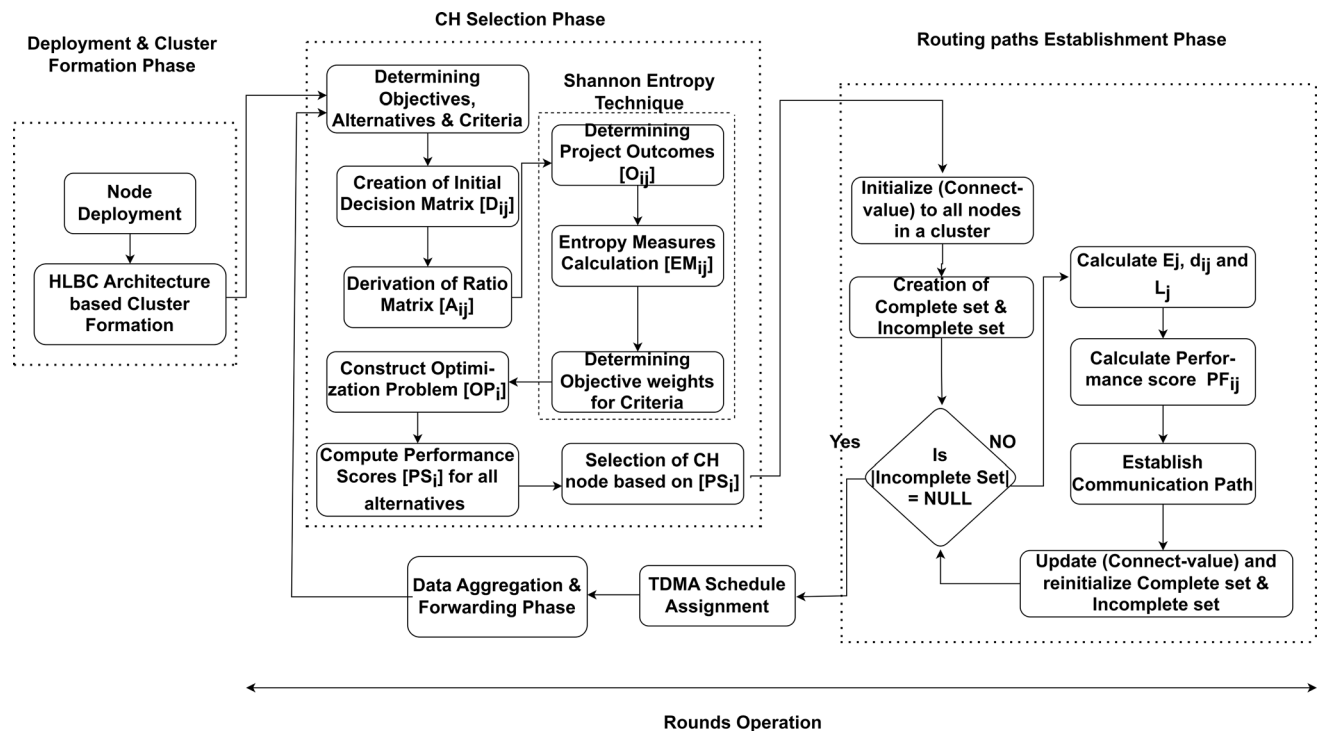 Deployment & Cluster
Formation Phase
Node
Deployment
HLBC Architecture
based Cluster
Formation
CH Selection Phase
Determining
Objectives,
Alternatives & Criteria
Creation of Initial
Decision Matrix [Dij]
Derivation of Ratio
Matrix [Aij]
Shannon Entropy
Technique
Determining
Project Outcomes
[Oij]
Entropy Measures
Calculation [EMij]
Determining
Objective weights
for Criteria
Construct Optimi-
zation Problem [OPi]
Compute Performance
Scores [PSi] for all
alternatives
Selection of CH
node based on [PSi]
Routing paths Establishment Phase
Initialize (Connect-
value) to all nodes
in a cluster
Creation of
Complete set &
Incomplete set
Yes
NO
Is
|Incomplete Set|
= NULL
Calculate Ej, dij and
Lj
Calculate Perfor-
mance score PFij
Establish
Communication Path
Update (Connect-value) and
reinitialize Complete set &
Incomplete set
TDMA Schedule
Assignment
Data Aggregation &
Forwarding Phase
Rounds Operation